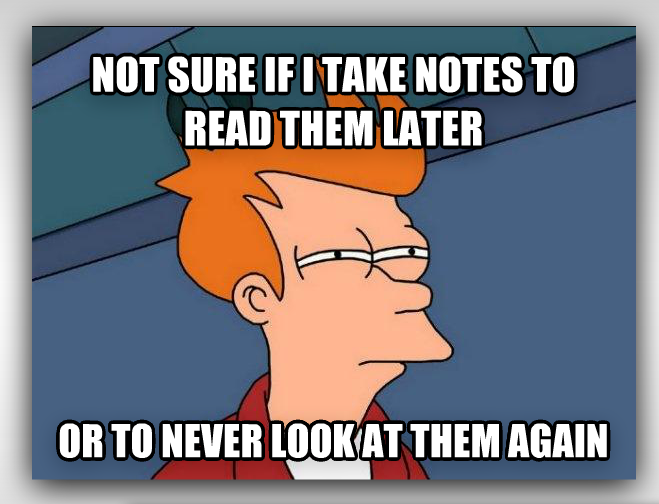 NOT SURE IF I TAKE NOTES TO
READ THEM LATER
OR TO NEVER LOOK AT THEM AGAIN